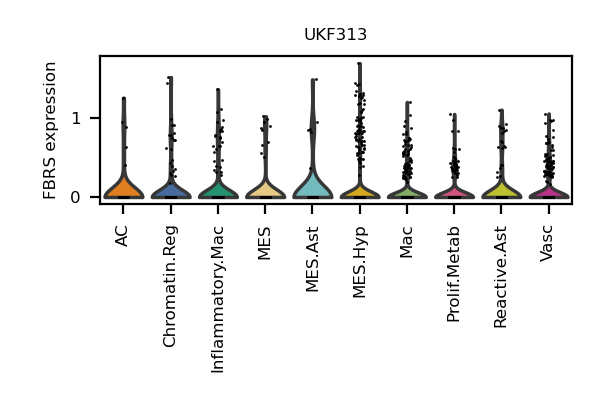 UKF313
FBRS expression
1
0
AC
Chromatin.Reg
Inflammatory.Mac
MES
MES.Ast
MES.Hyp
Mac
Prolif.Metab
Reactive.Ast
Vasc